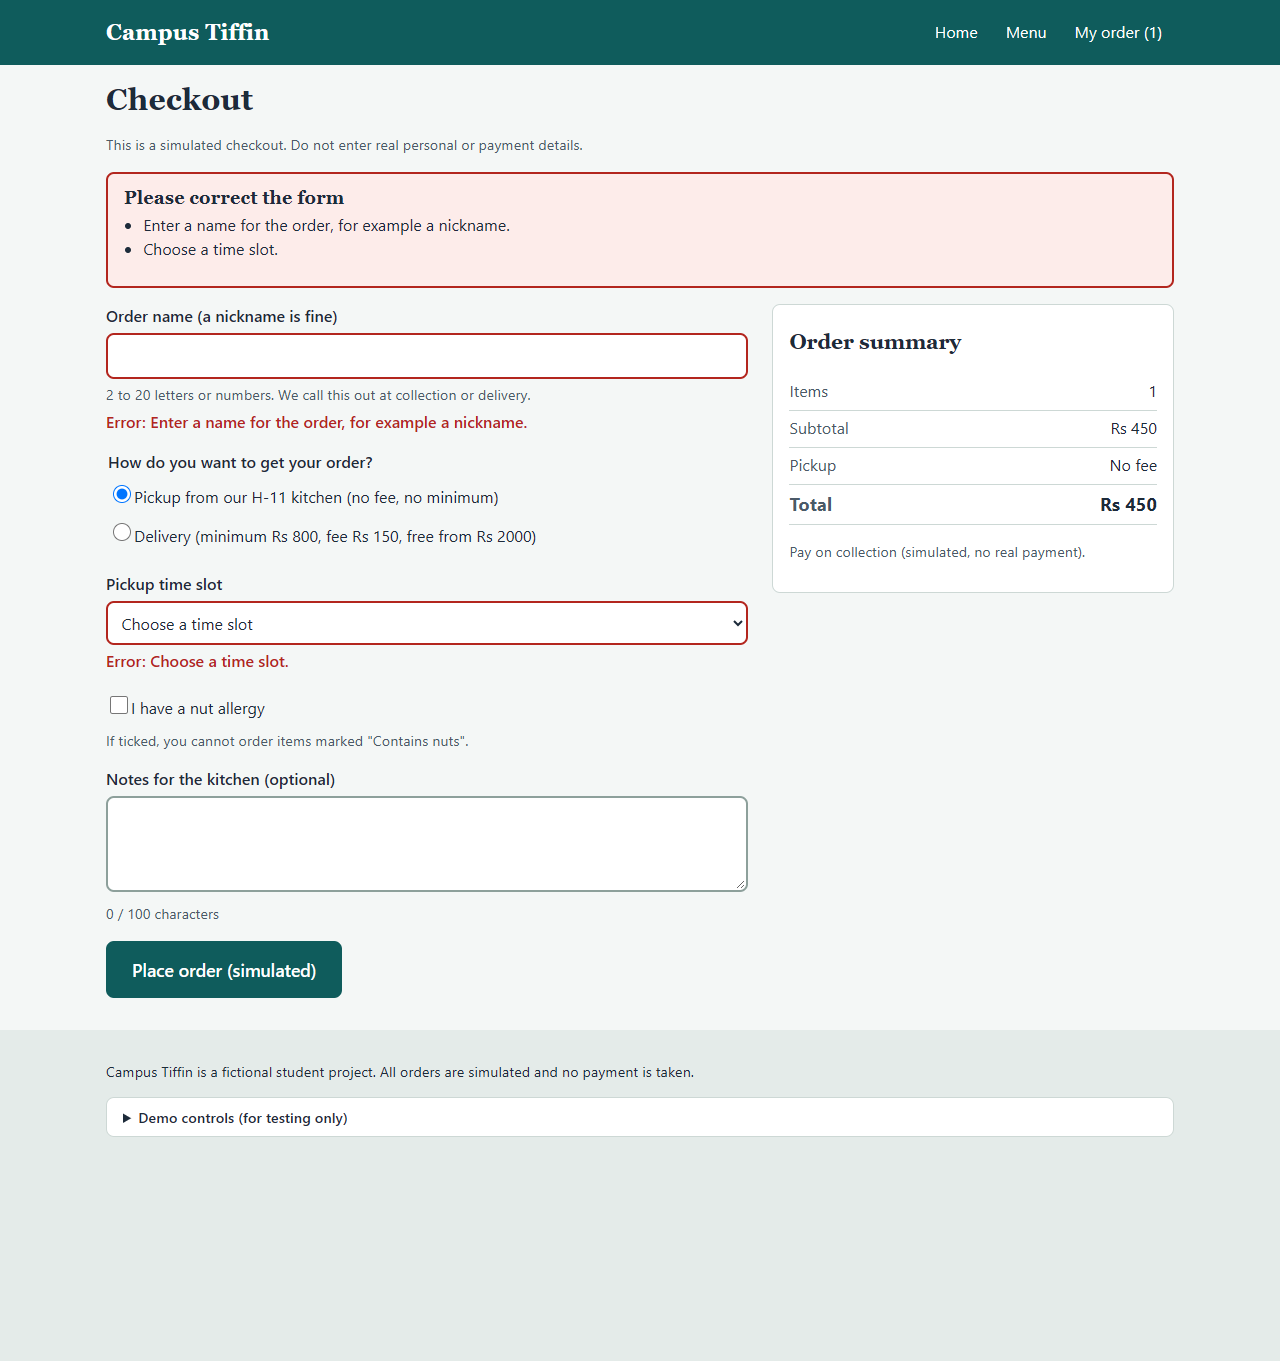 Campus Tiffin
Home Menu My order (1)
Checkout
This is a simulated checkout. Do not enter real personal or payment details.
Please correct the form
• Enter a name for the order, for example a nickname.
• Choose a time slot.
Order name (a nickname is fine)
2 to 20 letters or numbers. We call this out at collection or delivery.
Error: Enter a name for the order, for example a nickname.
How do you want to get your order?
Pickup from our H-11 kitchen (no fee, no minimum)
Delivery (minimum Rs 800, fee Rs 150, free from Rs 2000)
Pickup time slot
Choose a time slot
Error: Choose a time slot.
I have a nut allergy
If ticked, you cannot order items marked "Contains nuts".
Notes for the kitchen (optional)
0 / 100 characters
Place order (simulated)
Order summary
Items 1
Subtotal Rs 450
Pickup No fee
Total Rs 450
Pay on collection (simulated, no real payment).
Campus Tiffin is a fictional student project. All orders are simulated and no payment is taken.
Demo controls (for testing only)